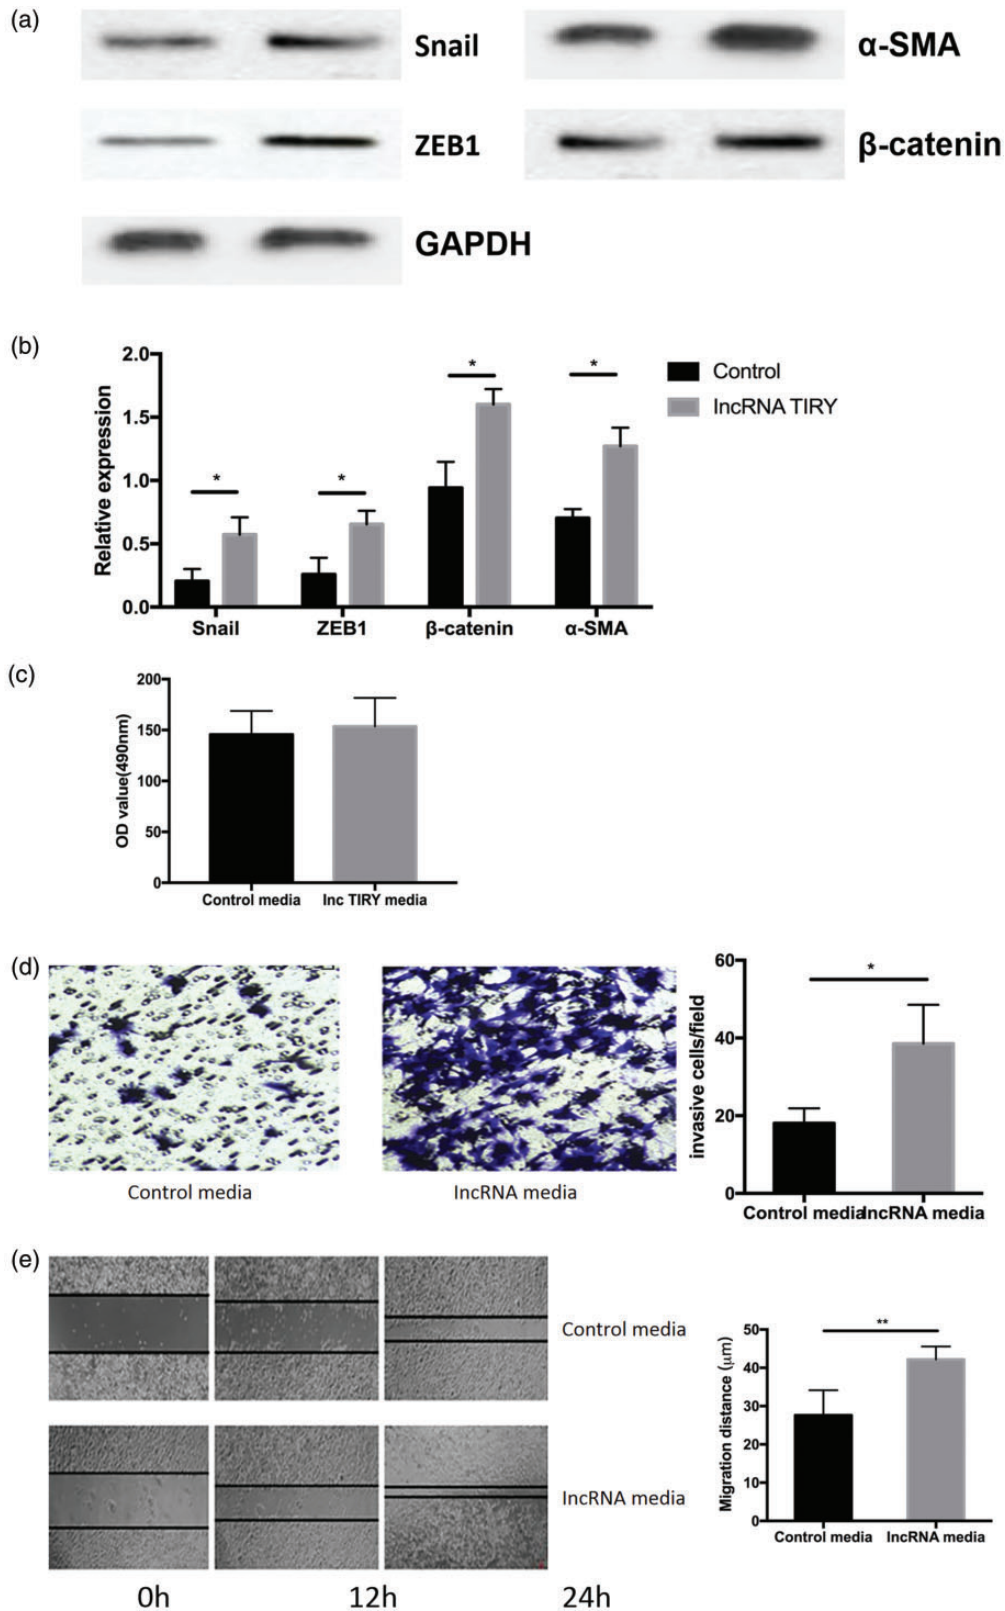 (a)
Snail
α-SMA
ZEB1
β-catenin
GAPDH
(b)
2.0
1.5
1.0
0.5
0.0
Relative expression
*
*
*
*
Snail
ZEB1
β-catenin
α-SMA
Control
lncRNA TIRY
(c)
200
150
100
50
0
OD value(490nm)
Control media
lnc TIRY media
(d)
Control media
lncRNA media
60
40
20
0
invasive cells/field
*
Control media
lncRNA media
(e)
Control media
lncRNA media
0h
12h
24h
50
40
30
20
10
0
Migration distance (μm)
**
Control media
lncRNA media